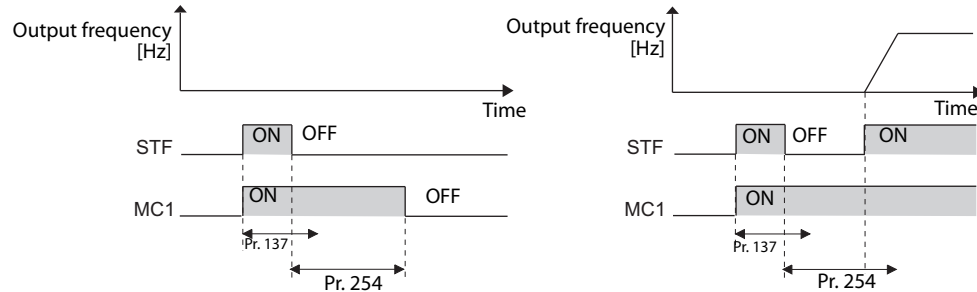 Output frequency
[Hz]
Time
STF
ON
OFF
MC1
ON
OFF
Pr. 137
Pr. 254
Output frequency
[Hz]
Time
STF
ON
OFF
ON
MC1
ON
Pr. 137
Pr. 254